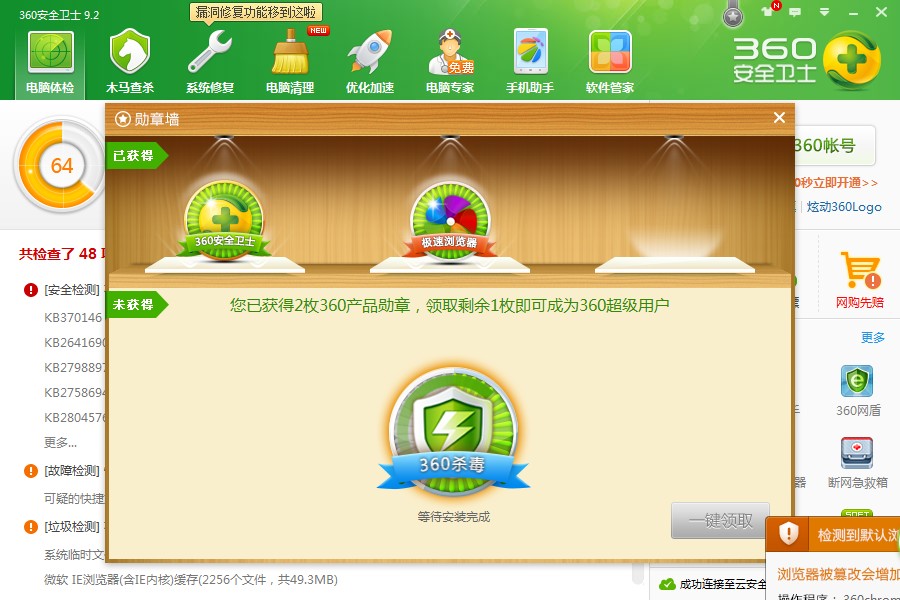 360安全卫士 9.2
漏洞修复功能移到这啦
N
NEW
免费
电脑体检
木马查杀
系统修复
电脑清理
优化加速
电脑专家
手机助手
软件管家
360
安全卫士
勋章墙
已获得
360安全卫士
极速浏览器
未获得
您已获得2枚360产品勋章，领取剩余1枚即可成为360超级用户
360杀毒
等待安装完成
一键领取
64
共检查了 48
[安全检测]
KB370146
KB264169
KB279889
KB275869
KB2804576
更多...
[故障检测]
可疑的快捷
[垃圾检测]
系统临时文
微软 IE浏览器(含IE内核)缓存(2256个文件，共49.3MB)
360帐号
0秒立即开通>>
炫动360Logo
网购先赔
更多
360网盾
断网急救箱
成功连接至云安全
检测到默认浏
浏览器被篡改会增加
操作程序：360chrom